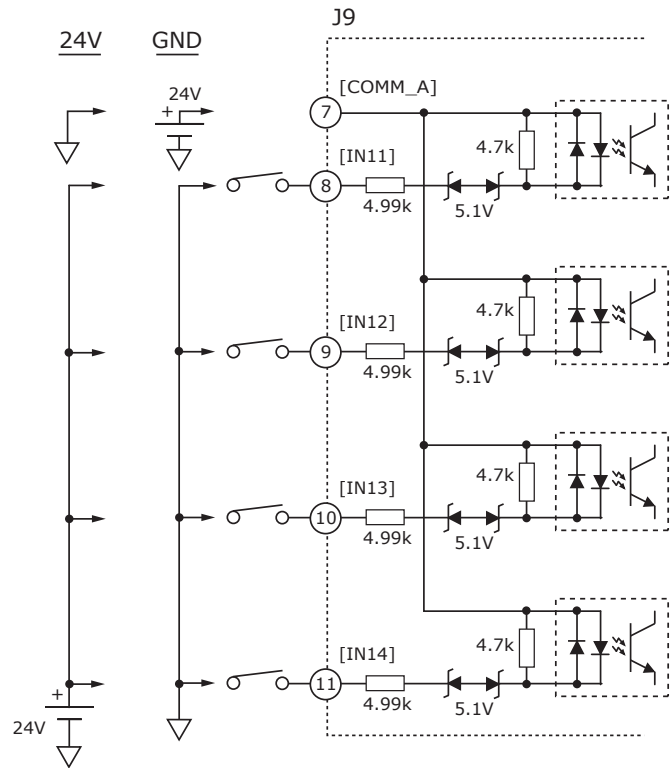 J9
24V GND
24V
[COMM_A]
7
4.7k
[IN11]
8
4.99k
5.1V
4.7k
[IN12]
9
4.99k
5.1V
4.7k
[IN13]
10
4.99k
5.1V
4.7k
[IN14]
11
4.99k
5.1V
+
24V
+